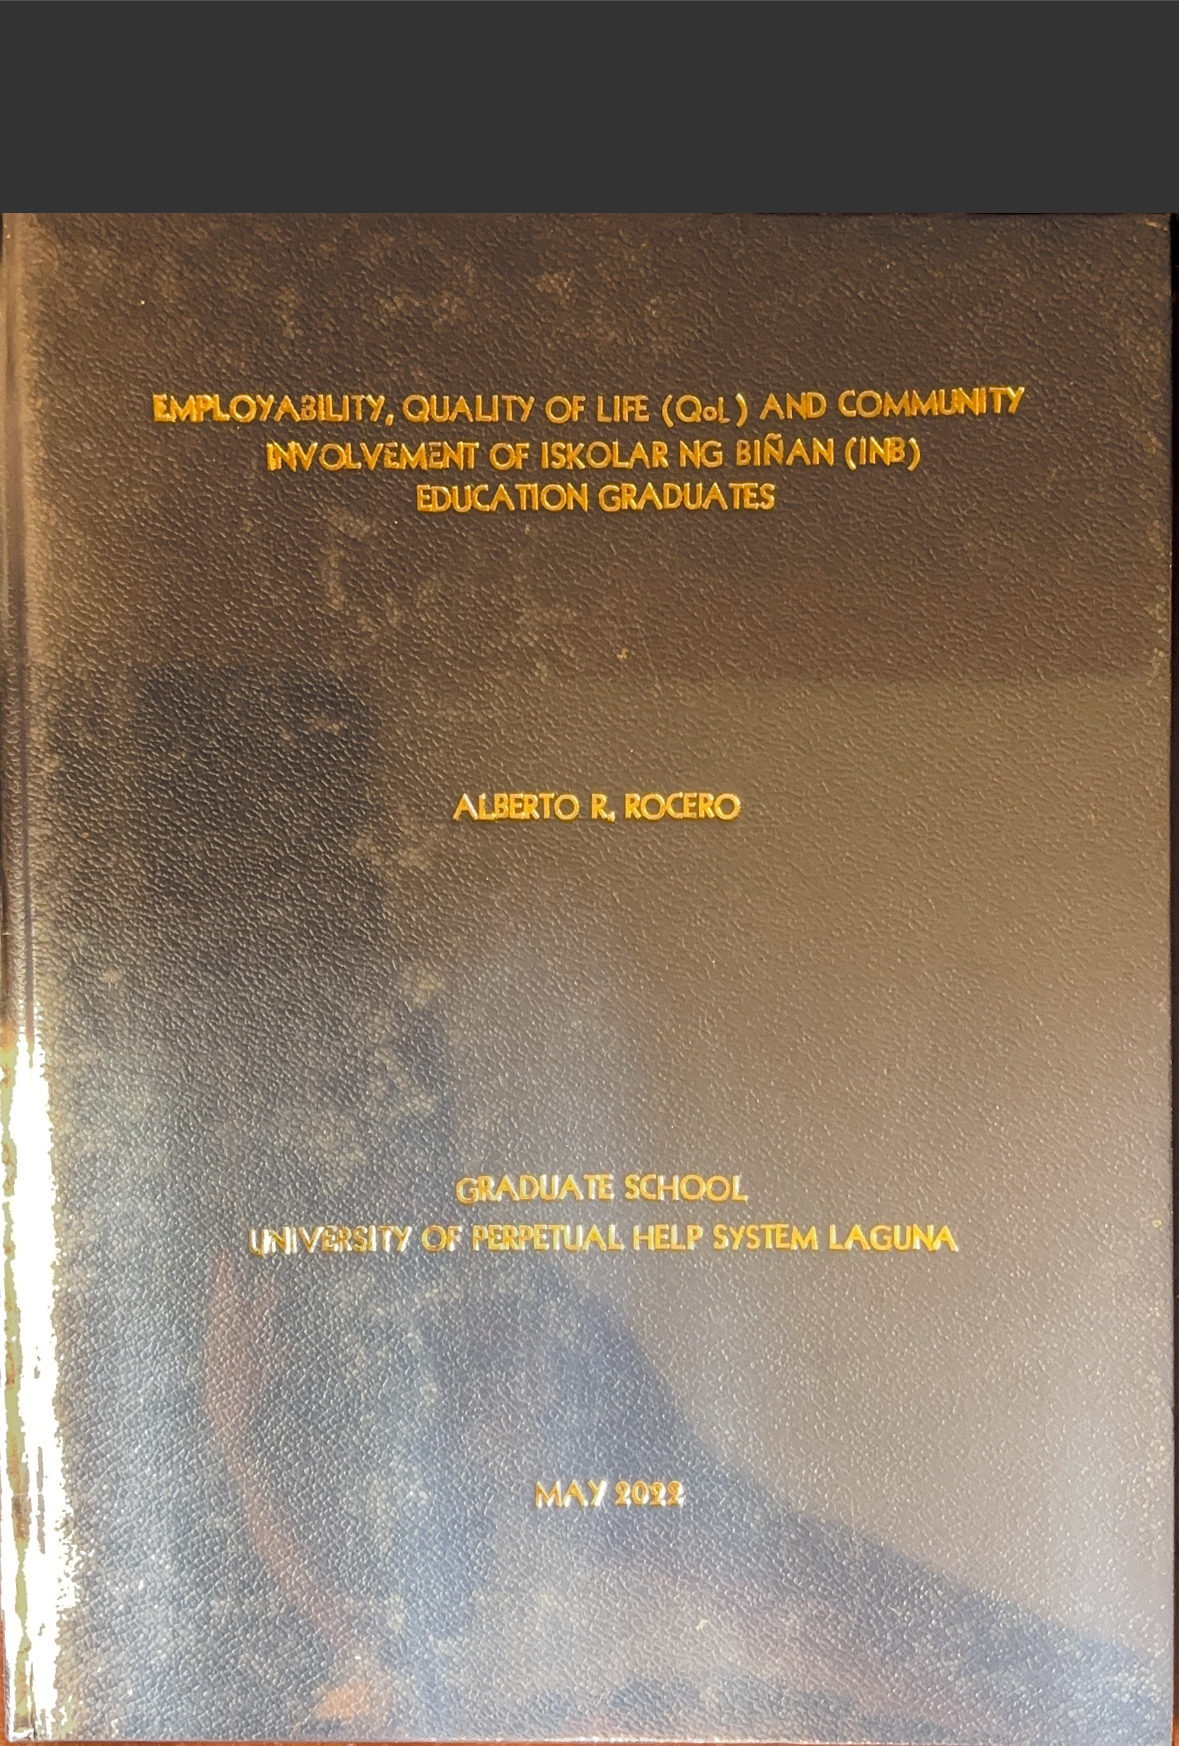 EMPLOYABILITY, QUALITY OF LIFE (QoL) AND COMMUNITY
INVOLVEMENT OF ISKOLAR NG BIÑAN (INB)
EDUCATION GRADUATES
ALBERTO R. ROCERO
GRADUATE SCHOOL
UNIVERSITY OF PERPETUAL HELP SYSTEM LAGUNA
MAY 2022